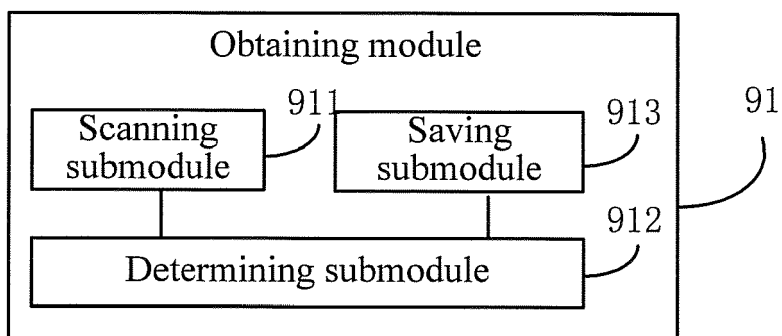 Obtaining module
911
Scanning
submodule
913
Saving
submodule
91
912
Determining submodule